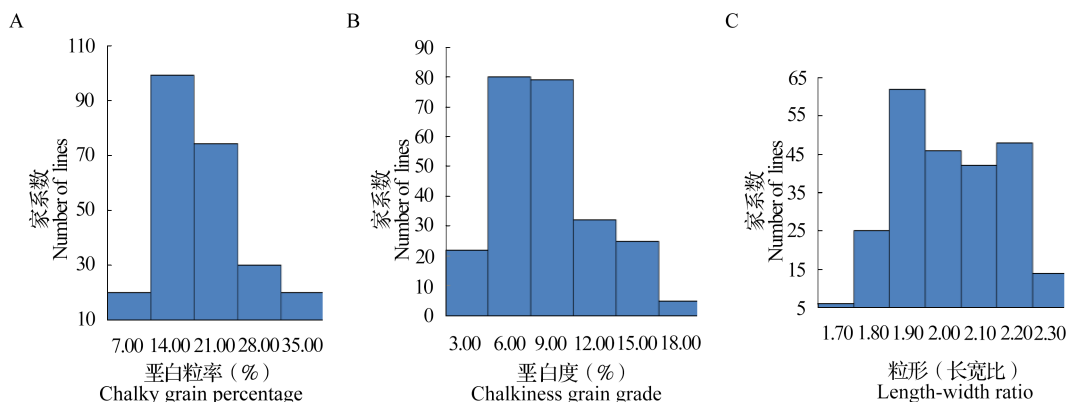 A
110
90
70
50
30
10
家系数
Number of lines
7.00 14.00 21.00 28.00 35.00
垩白粒率（%）
Chalky grain percentage
B
90
80
70
60
50
40
30
20
10
0
家系数
Number of lines
3.00 6.00 9.00 12.00 15.00 18.00
垩白度（%）
Chalkiness grain grade
C
65
55
45
35
25
15
5
家系数
Number of lines
1.70 1.80 1.90 2.00 2.10 2.20 2.30
粒形（长宽比）
Length-width ratio